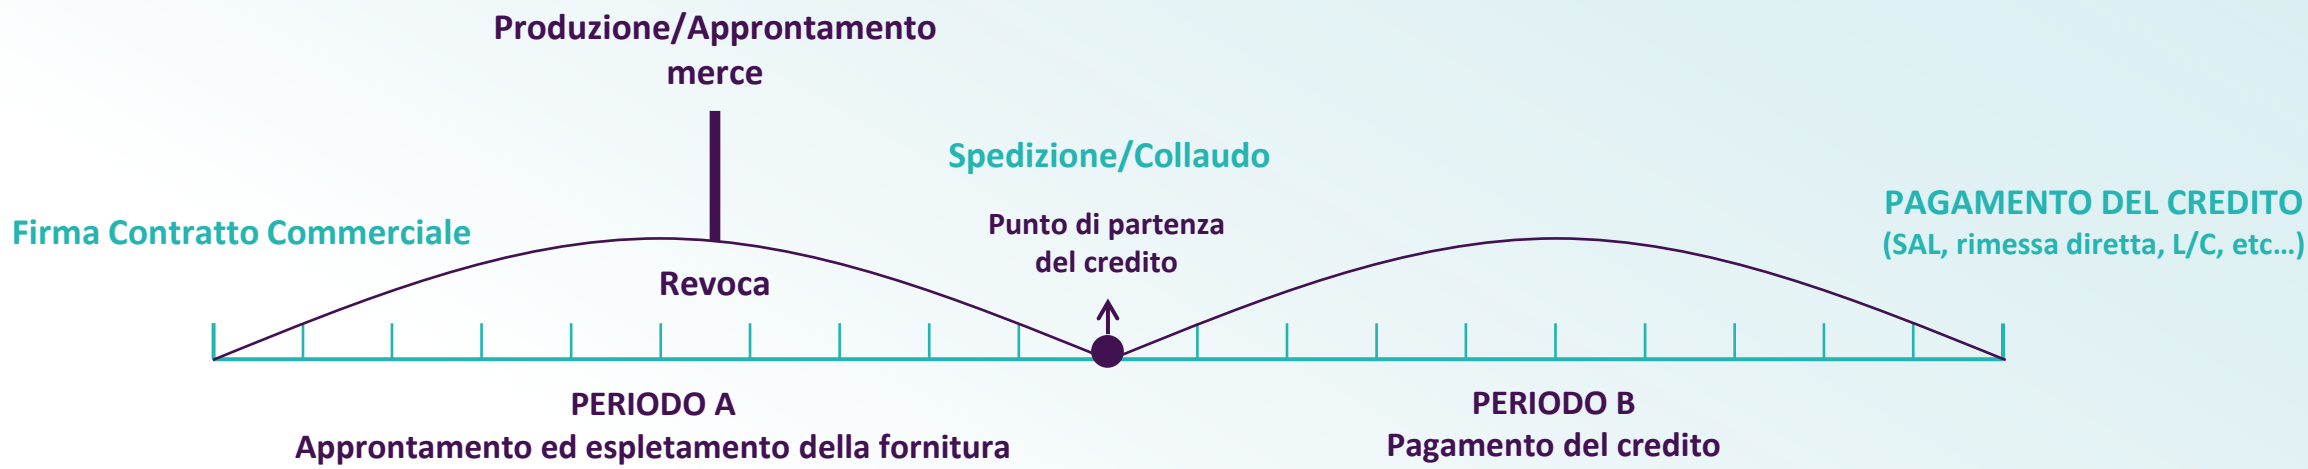 Produzione/Approntamento
merce
Spedizione/Collaudo
Firma Contratto Commerciale
Punto di partenza
del credito
PAGAMENTO DEL CREDITO
(SAL, rimessa diretta, L/C, etc…)
Revoca
PERIODO A
Approntamento ed espletamento della fornitura
PERIODO B
Pagamento del credito